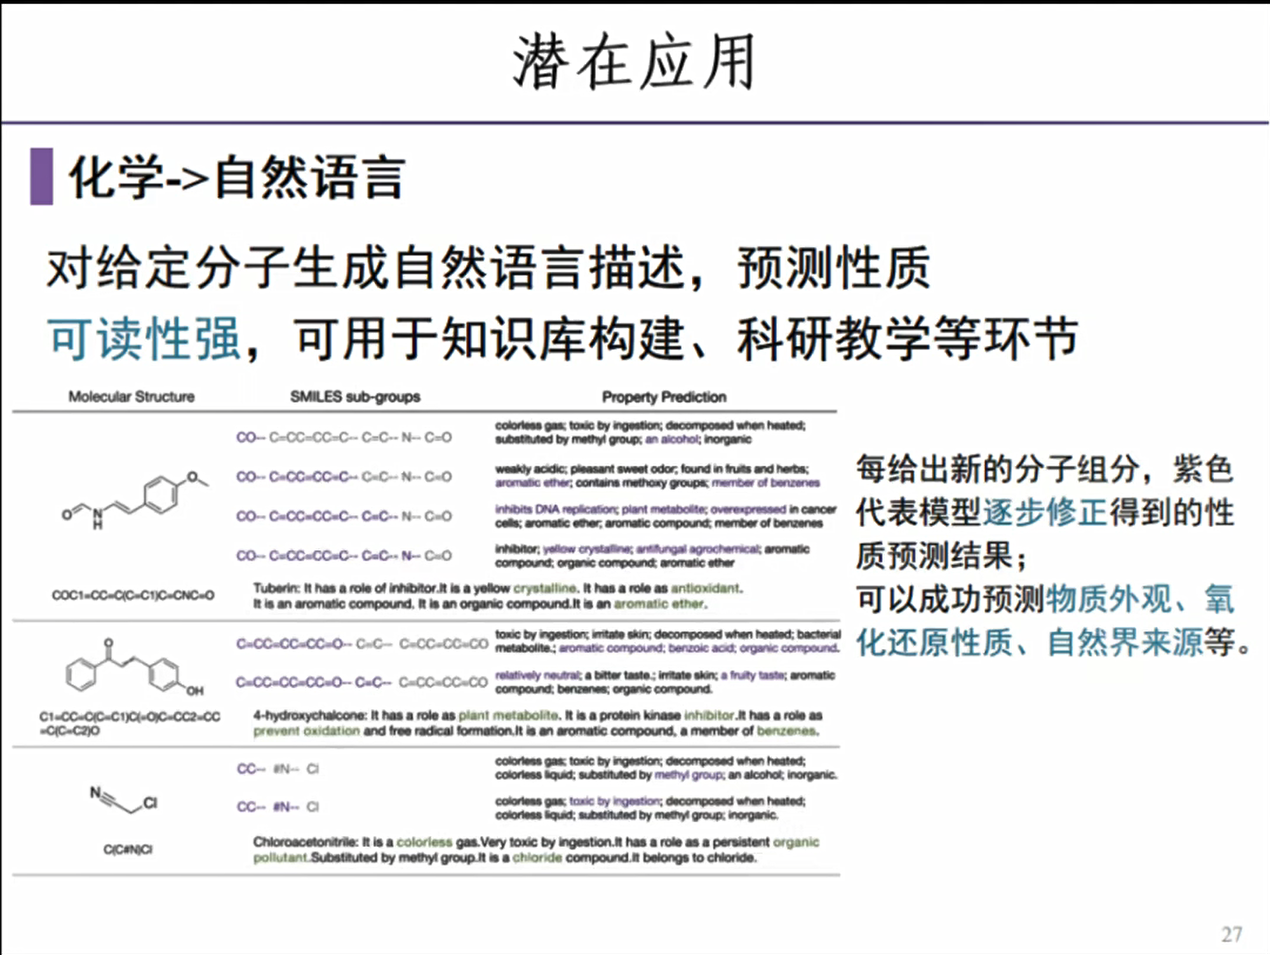 潜在应用
化学->自然语言
对给定分子生成自然语言描述，预测性质
可读性强，可用于知识库构建、科研教学等环节
Molecular Structure SMILES sub-groups Property Prediction
CO-- C=CC=CC=C-- C=C-- N-- C=O
colorless gas; toxic by ingestion; decomposed when heated;
substituted by methyl group; an alcohol; inorganic
CO-- C=CC=CC=C-- C=C-- N-- C=O
weakly acidic; pleasant sweet odor; found in fruits and herbs;
aromatic ether; contains methoxy groups; member of benzenes
CO-- C=CC=CC=C-- C=C-- N-- C=O
inhibits DNA replication; plant metabolite; overexpressed in cancer
cells; aromatic ether; aromatic compound; member of benzenes
CO-- C=CC=CC=C-- C=C-- N-- C=O
inhibitor; yellow crystalline; antifungal agrochemical; aromatic
compound; organic compound; aromatic ether
O N H O
COC1=CC=C(C=C1)C=CNC=O
Tuberin: It has a role of inhibitor.It is a yellow crystalline. It has a role as antioxidant.
It is an aromatic compound. It is an organic compound.It is an aromatic ether.
C=CC=CC=CC=O-- C=C-- C=CC=CC=CO
toxic by ingestion; irritate skin; decomposed when heated; bacterial
metabolite.; aromatic compound; benzoic acid; organic compound.
C=CC=CC=CC=O-- C=C-- C=CC=CC=CO
relatively neutral; a bitter taste.; irritate skin; a fruity taste; aromatic
compound; benzenes; organic compound.
O OH
C1=CC=C(C=C1)C(=O)C=CC2=CC
=C(C=C2)O
4-hydroxychalcone: It has a role as plant metabolite. It is a protein kinase inhibitor.It has a role as
prevent oxidation and free radical formation.It is an aromatic compound, a member of benzenes.
CC-- #N-- Cl
colorless gas; toxic by ingestion; decomposed when heated;
colorless liquid; substituted by methyl group; an alcohol; inorganic.
CC-- #N-- Cl
colorless gas; toxic by ingestion; decomposed when heated;
colorless liquid; substituted by methyl group; inorganic.
N Cl
C(C#N)Cl
Chloroacetonitrile: It is a colorless gas.Very toxic by ingestion.It has a role as a persistent organic
pollutant.Substituted by methyl group.It is a chloride compound.It belongs to chloride.
每给出新的分子组分，紫色
代表模型逐步修正得到的性
质预测结果；
可以成功预测物质外观、氧
化还原性质、自然界来源等。
27